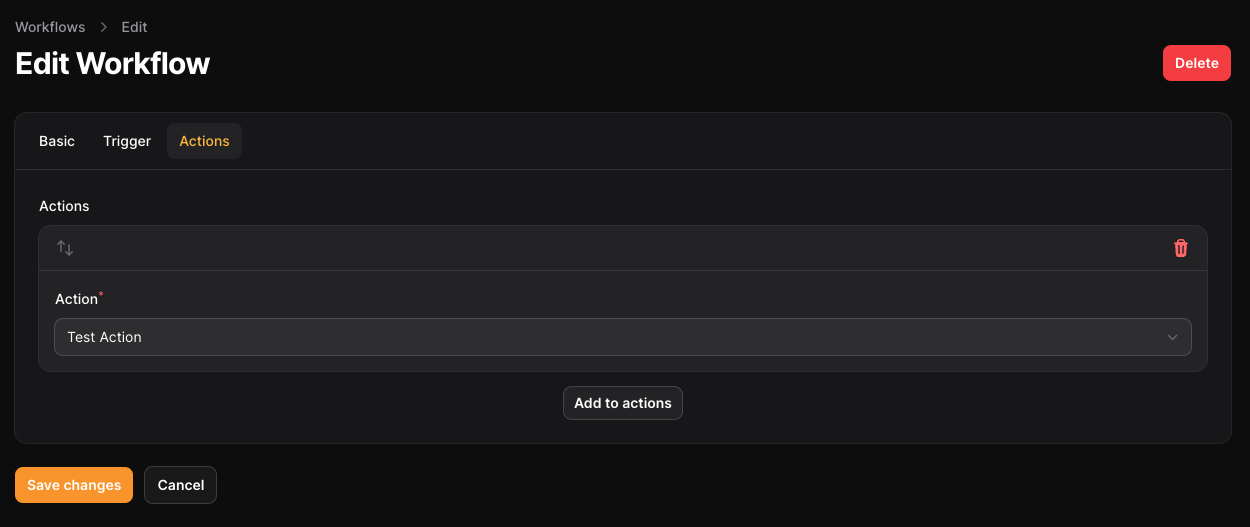 Workflows > Edit
Edit Workflow
Delete
Basic Trigger Actions
Actions
Action*
Test Action
Add to actions
Save changes Cancel